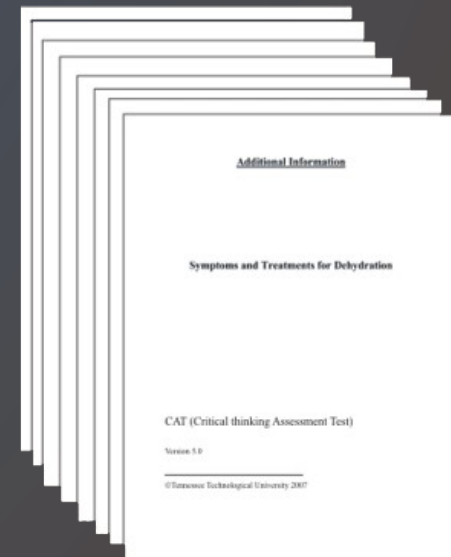 Additional Information
Symptoms and Treatments for Dehydration
CAT (Critical thinking Assessment Test)
Version 5.0
©Tennessee Technological University 2007